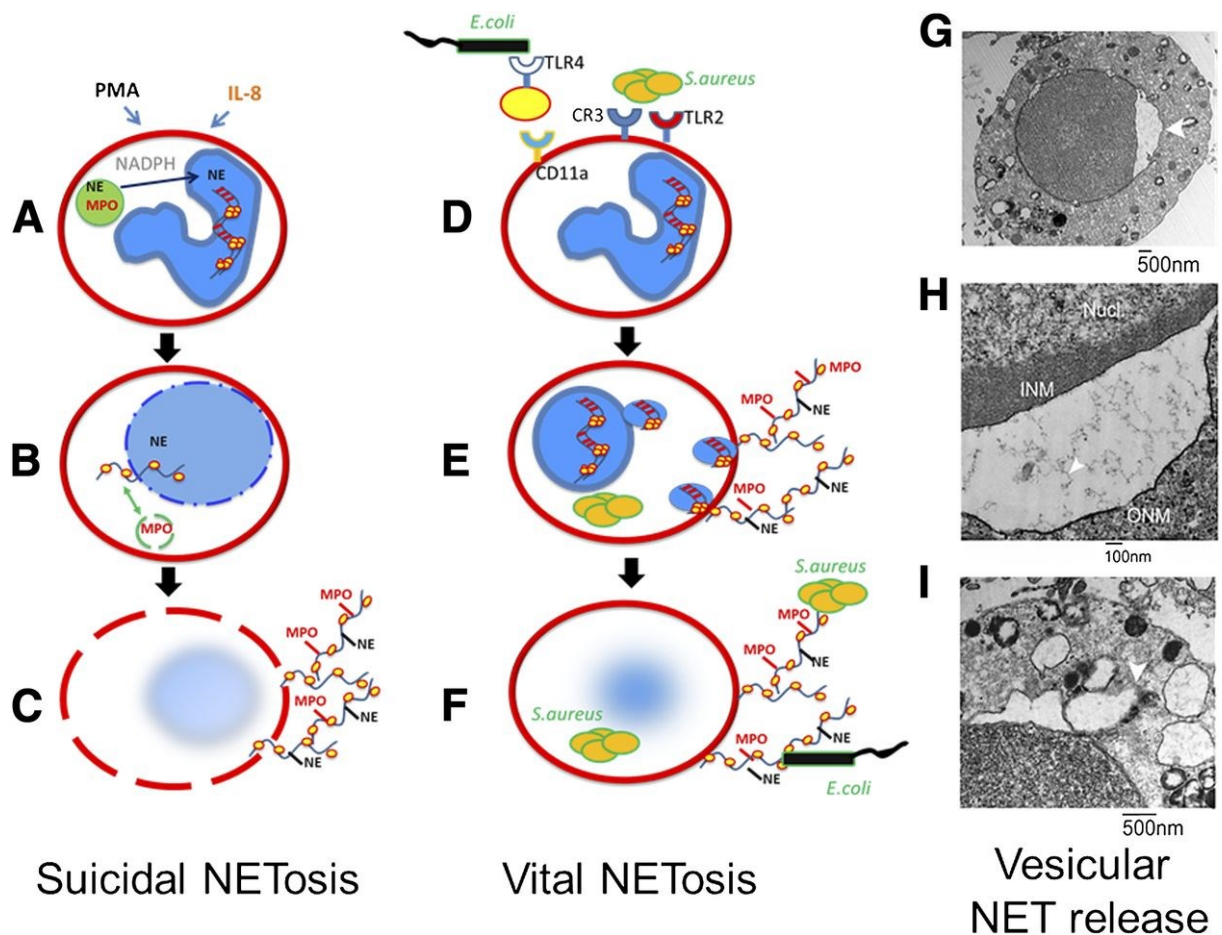 A
PMA
IL-8
NADPH
NE
MPO
NE
B
NE
MPO
C
MPO
MPO
NE
MPO
NE
NE
Suicidal NETosis
D
E.coli
TLR4
S.aureus
CR3
TLR2
CD11a
E
MPO
MPO
NE
MPO
NE
NE
F
S.aureus
MPO
MPO
NE
S.aureus
MPO
NE
NE
E.coli
Vital NETosis
G
500nm
H
Nucl.
INM
ONM
100nm
I
500nm
Vesicular
NET release